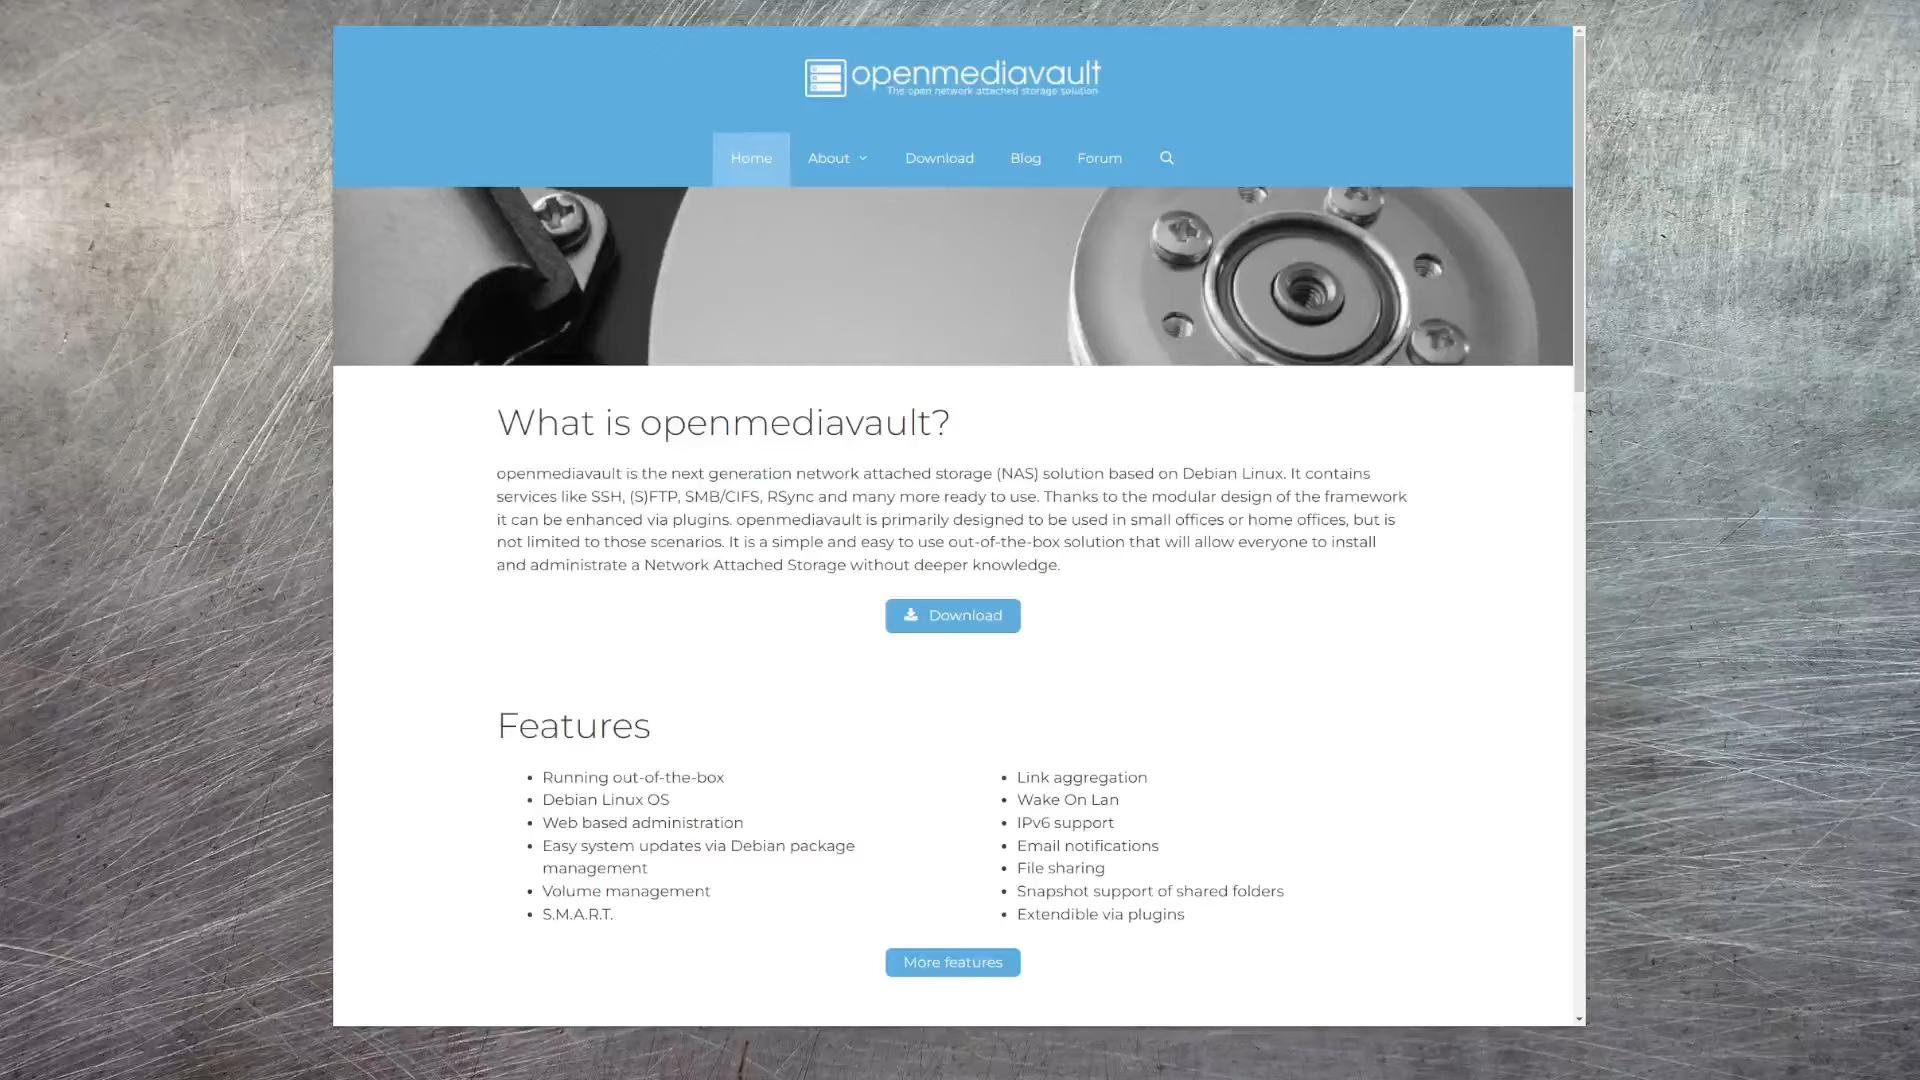 openmediavault
The open network attached storage solution
Home About Download Blog Forum
What is openmediavault?
openmediavault is the next generation network attached storage (NAS) solution based on Debian Linux. It contains
services like SSH, (S)FTP, SMB/CIFS, RSync and many more ready to use. Thanks to the modular design of the framework
it can be enhanced via plugins. openmediavault is primarily designed to be used in small offices or home offices, but is
not limited to those scenarios. It is a simple and easy to use out-of-the-box solution that will allow everyone to install
and administrate a Network Attached Storage without deeper knowledge.
Download
Features
• Running out-of-the-box
• Debian Linux OS
• Web based administration
• Easy system updates via Debian package
management
• Volume management
• S.M.A.R.T.
• Link aggregation
• Wake On Lan
• IPv6 support
• Email notifications
• File sharing
• Snapshot support of shared folders
• Extendible via plugins
More features